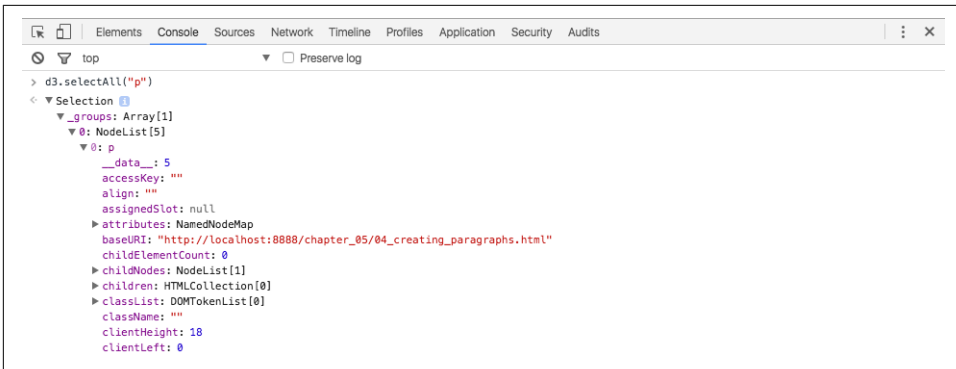 Elements Console Sources Network Timeline Profiles Application Security Audits
top Preserve log
> d3.selectAll("p")
Selection i
_groups: Array[1]
0: NodeList[5]
0: p
__data__: 5
accessKey: ""
align: ""
assignedSlot: null
attributes: NamedNodeMap
baseURI: "http://localhost:8888/chapter_05/04_creating_paragraphs.html"
childElementCount: 0
childNodes: NodeList[1]
children: HTMLCollection[0]
classList: DOMTokenList[0]
className: ""
clientHeight: 18
clientLeft: 0